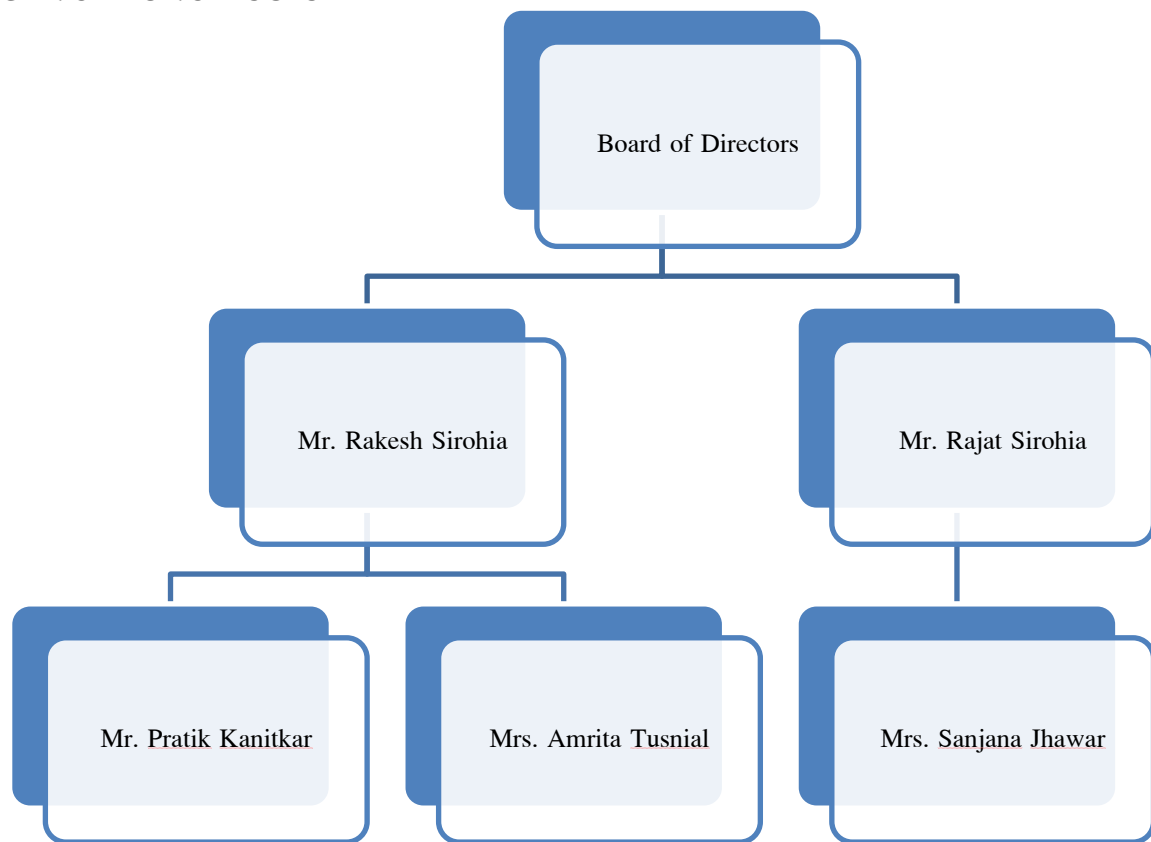 Board of Directors
Mr. Rakesh Sirohia
Mr. Rajat Sirohia
Mr. Pratik Kanitkar
Mrs. Amrita Tusnial
Mrs. Sanjana Jhawar